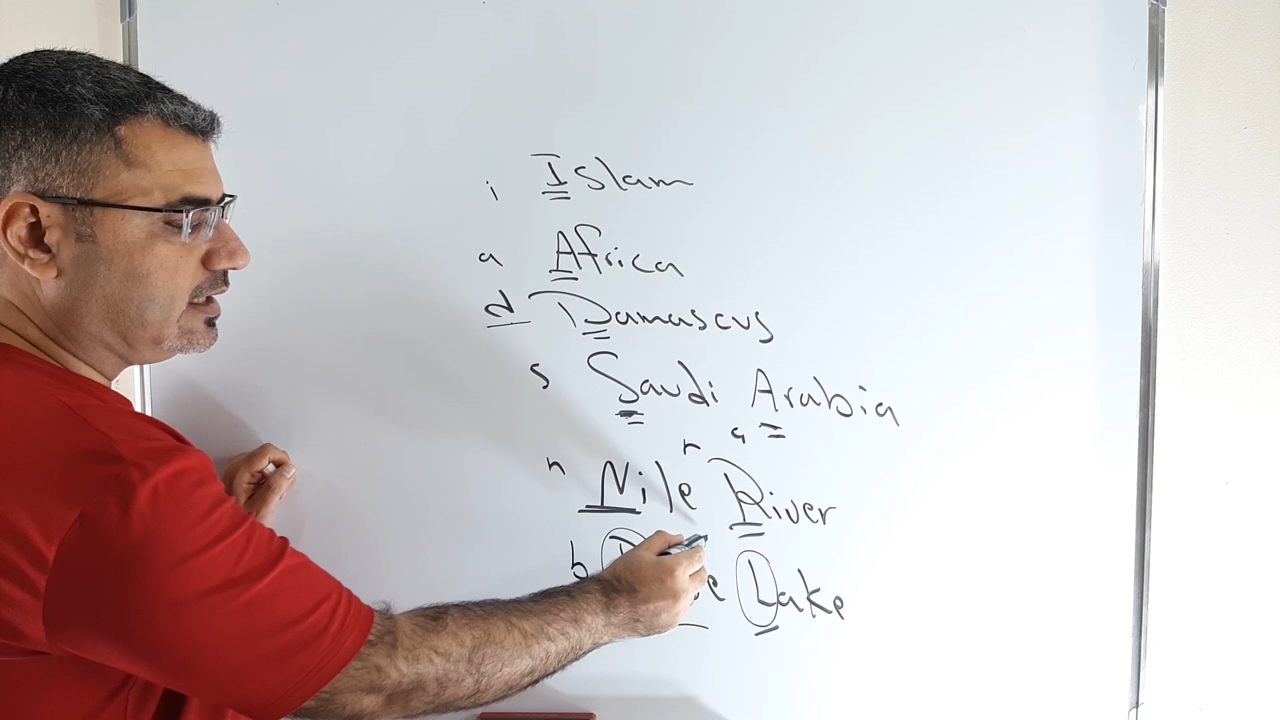 i Islam
a Africa
d Damascus
s Saudi Arabia
r a
n Nile River
b Lake